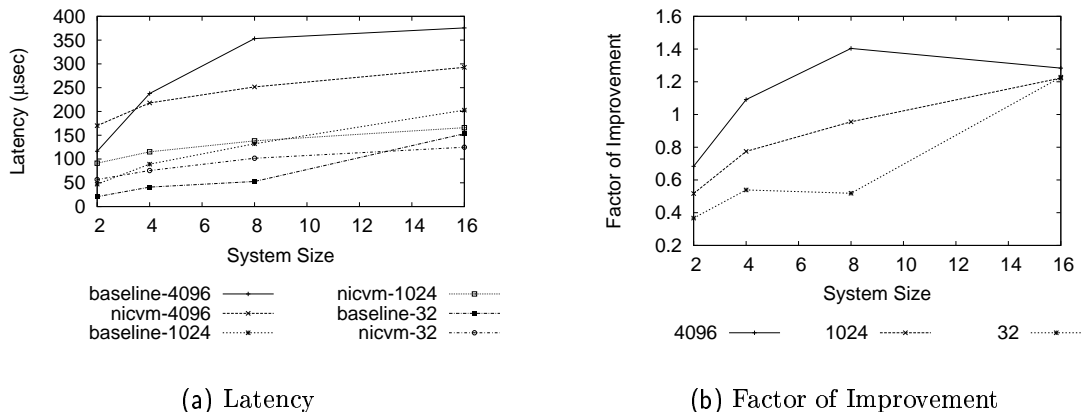 400
350
300
250
200
150
100
50
0
Latency (μsec)
2 4 6 8 10 12 14 16
System Size
baseline-4096
nicvm-4096
baseline-1024
nicvm-1024
baseline-32
nicvm-32
(a) Latency
1.6
1.4
1.2
1
0.8
0.6
0.4
0.2
Factor of Improvement
2 4 6 8 10 12 14 16
System Size
4096 1024 32
(b) Factor of Improvement